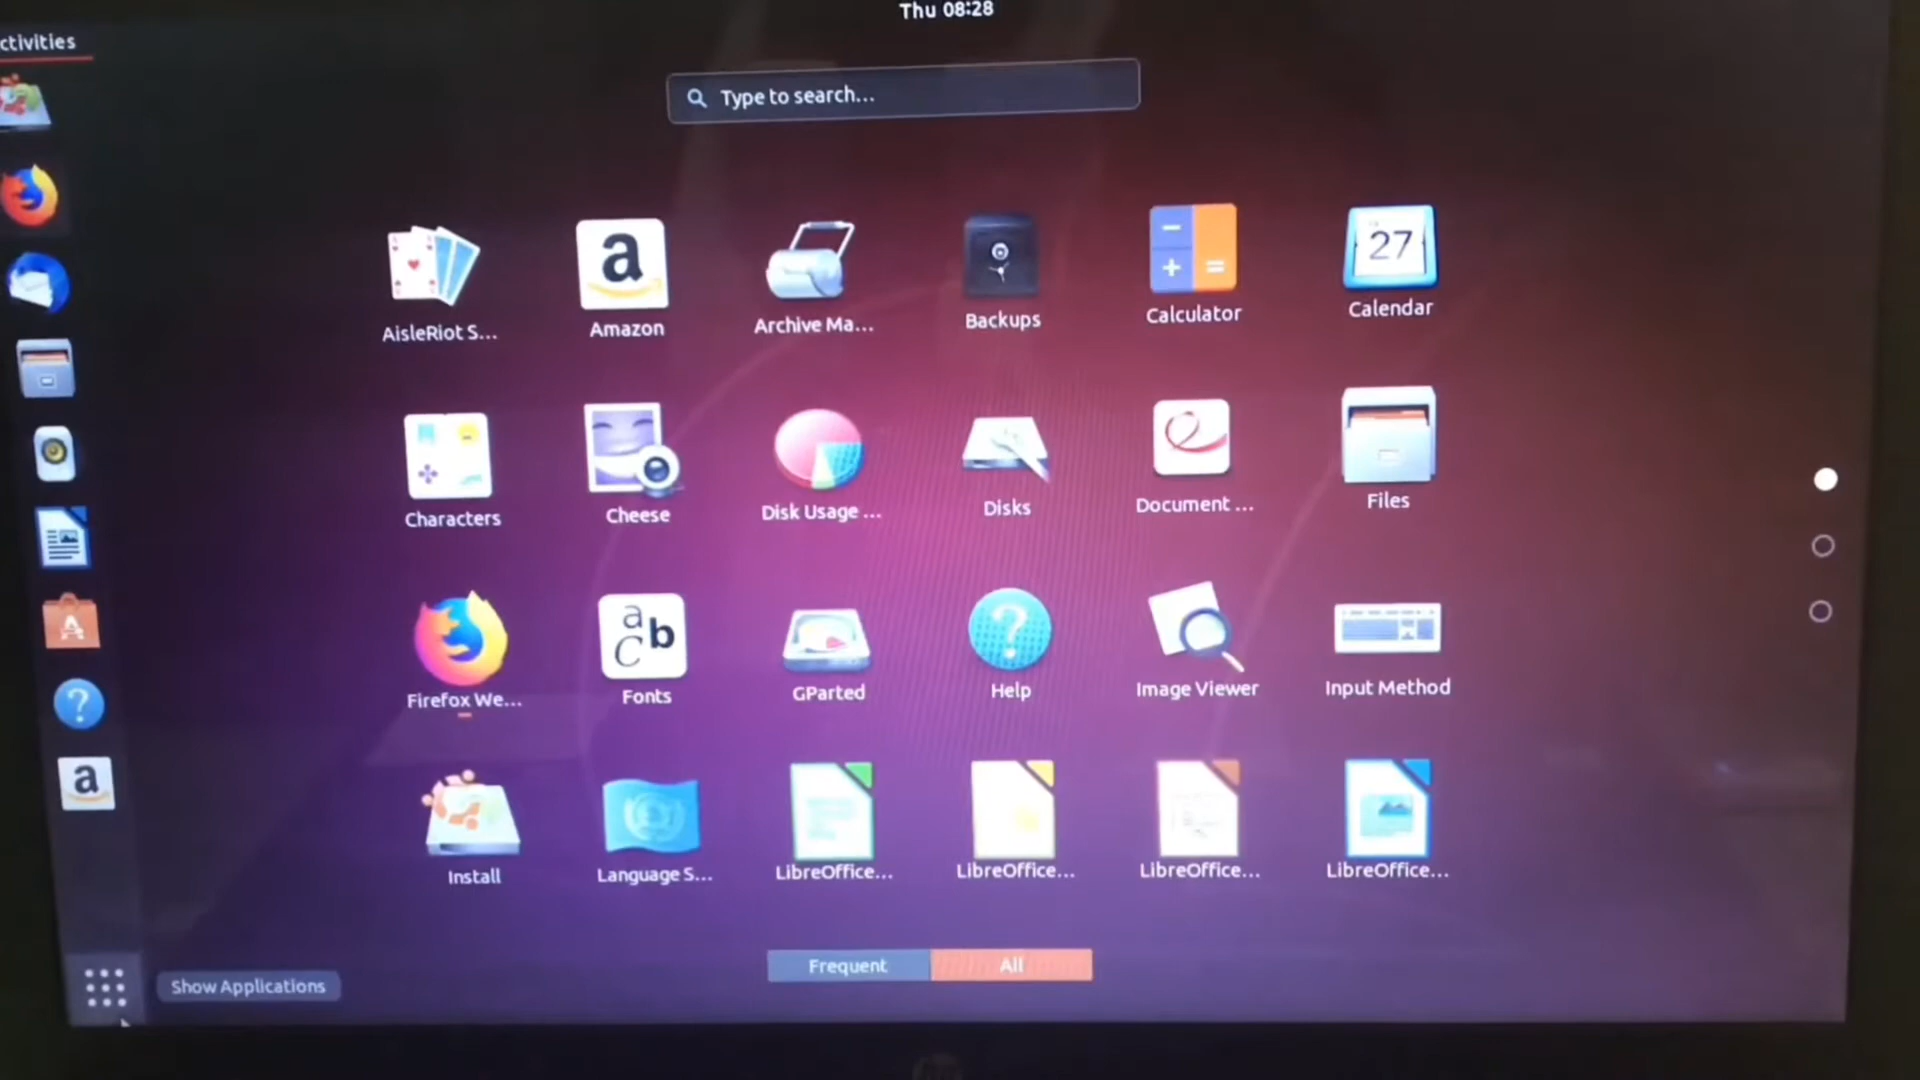 Thu 08:28
ctivities
Type to search...
27
AisleRiot S...
Amazon
Archive Ma...
Backups
Calculator
Calendar
Characters
Cheese
Disk Usage ...
Disks
Document ...
Files
Firefox We...
Fonts
GParted
Help
Image Viewer
Input Method
Install
Language S...
LibreOffice...
LibreOffice...
LibreOffice...
LibreOffice...
Frequent
All
Show Applications